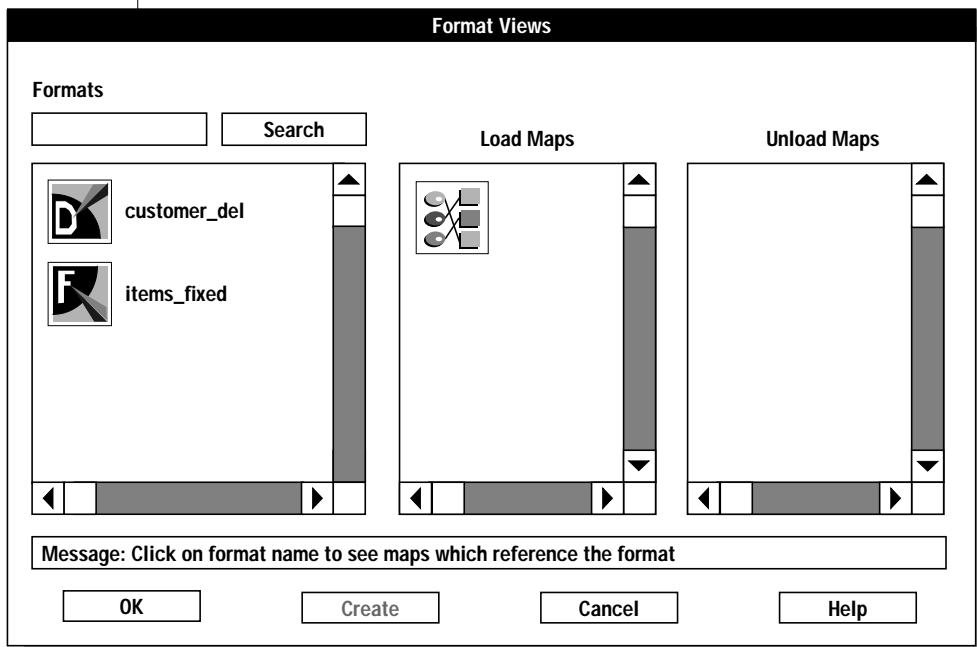 Format Views
Formats
Search
Load Maps
Unload Maps
D
customer_del
F
items_fixed
Message: Click on format name to see maps which reference the format
OK
Create
Cancel
Help